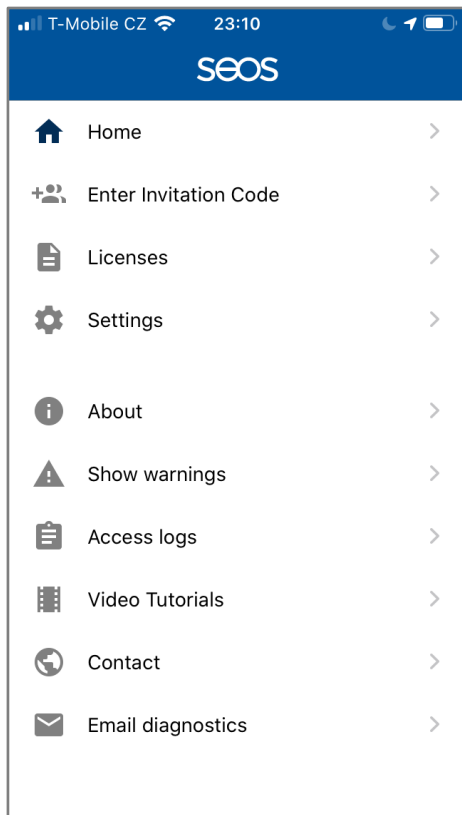 T-Mobile CZ 23:10
seos
Home
Enter Invitation Code
Licenses
Settings
About
Show warnings
Access logs
Video Tutorials
Contact
Email diagnostics